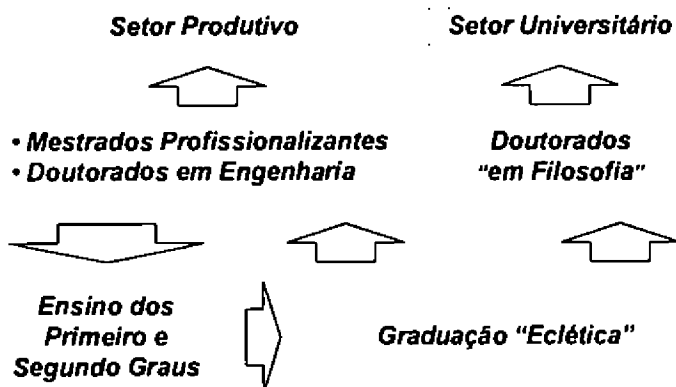 Setor Produtivo
Setor Universitário
• Mestrados Profissionalizantes
• Doutorados em Engenharia
Doutorados
"em Filosofia"
Ensino dos
Primeiro e
Segundo Graus
Graduação "Eclética"